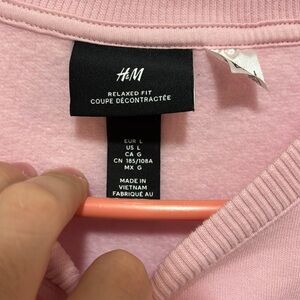 H&M
RELAXED FIT
COUPE DÉCONTRACTÉE
EUR L
US L
CA G
CN 185/108A
MX G
MADE IN
VIETNAM
FABRIQUÉ AU